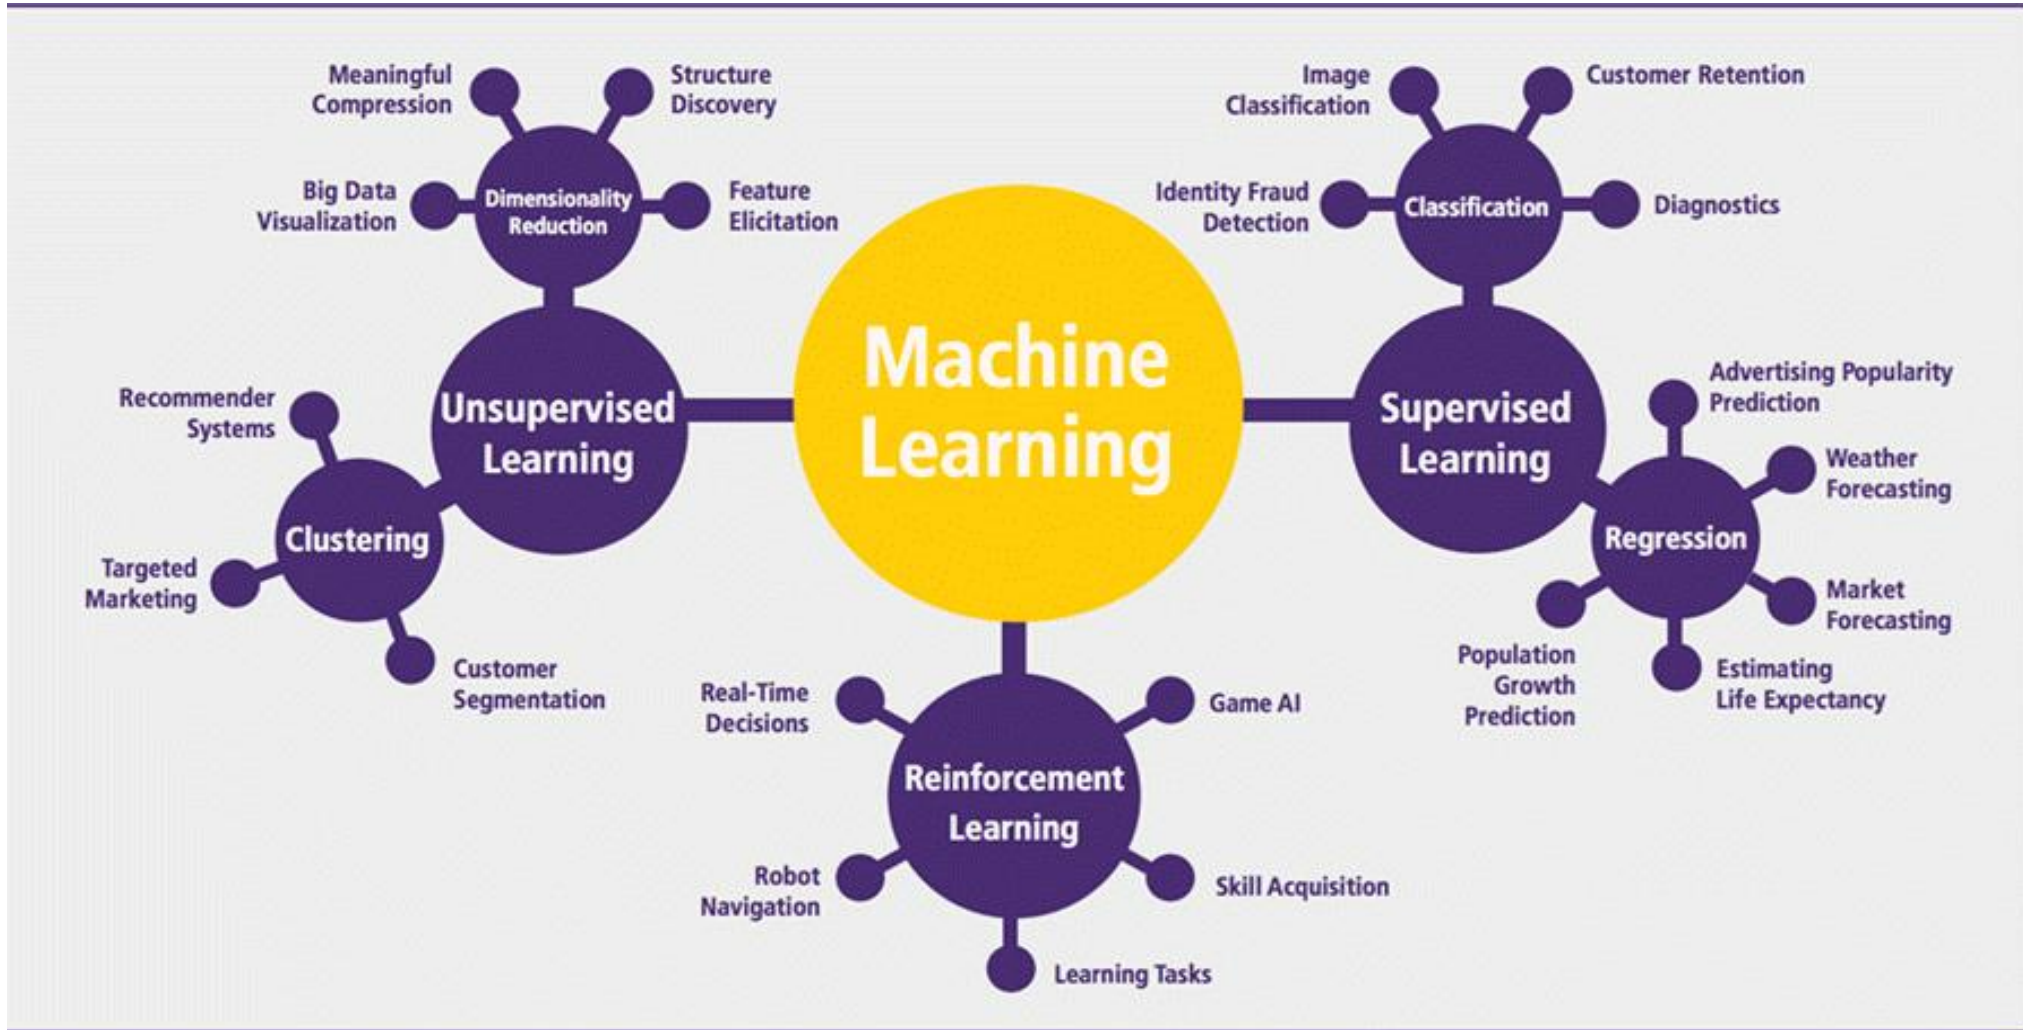 Meaningful
Compression
Structure
Discovery
Big Data
Visualization
Dimensionality
Reduction
Feature
Elicitation
Image
Classification
Customer Retention
Identity Fraud
Detection
Classification
Diagnostics
Machine
Learning
Unsupervised
Learning
Recommender
Systems
Clustering
Targeted
Marketing
Customer
Segmentation
Supervised
Learning
Advertising Popularity
Prediction
Weather
Forecasting
Regression
Market
Forecasting
Population
Growth
Prediction
Estimating
Life Expectancy
Real-Time
Decisions
Game AI
Reinforcement
Learning
Robot
Navigation
Skill Acquisition
Learning Tasks